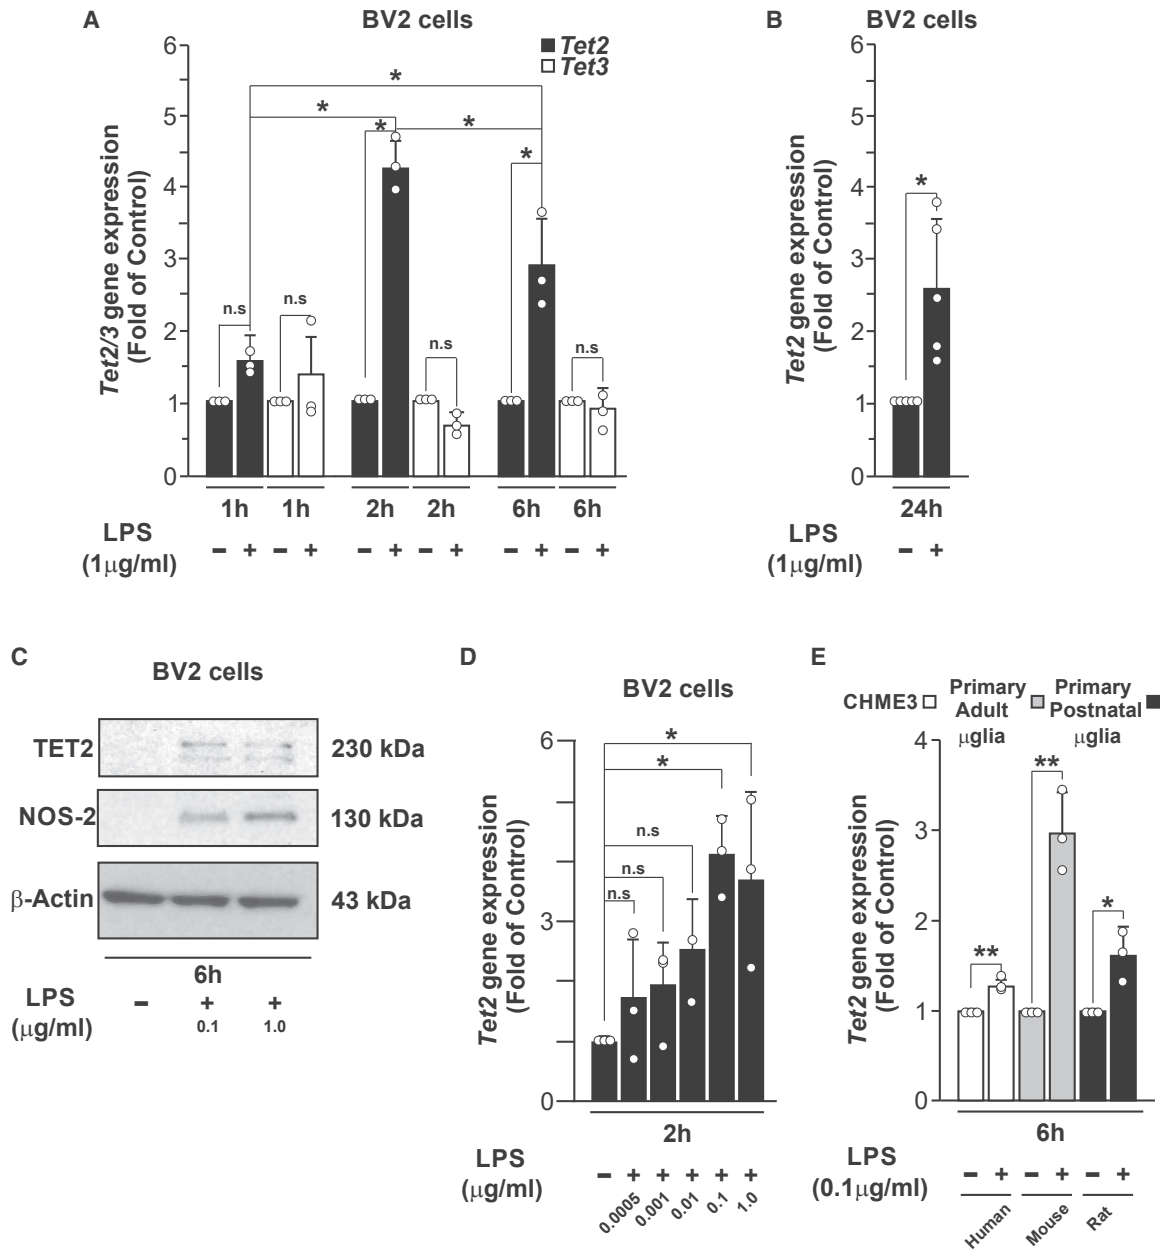 A
BV2 cells
Tet2
Tet3
Tet2/3 gene expression
(Fold of Control)
6
5
4
3
2
1
0
*
*
*
*
*
n.s
n.s
n.s
n.s
1h 1h 2h 2h 6h 6h
LPS
(1µg/ml)
– + – + – + – + – + – +
B
BV2 cells
Tet2 gene expression
(Fold of Control)
6
5
4
3
2
1
0
*
24h
LPS
(1µg/ml)
– +
C
BV2 cells
TET2 230 kDa
NOS-2 130 kDa
β-Actin 43 kDa
6h
LPS
(µg/ml)
– + +
0.1 1.0
D
BV2 cells
Tet2 gene expression
(Fold of Control)
6
3
0
*
*
n.s
n.s
n.s
2h
LPS
(µg/ml)
– + + + + +
0.0005 0.001 0.01 0.1 1.0
E
CHME3
Primary
Adult
µglia
Primary
Postnatal
µglia
Tet2 gene expression
(Fold of Control)
4
3
2
1
0
**
**
*
6h
LPS
(0.1µg/ml)
– + – + – +
Human Mouse Rat